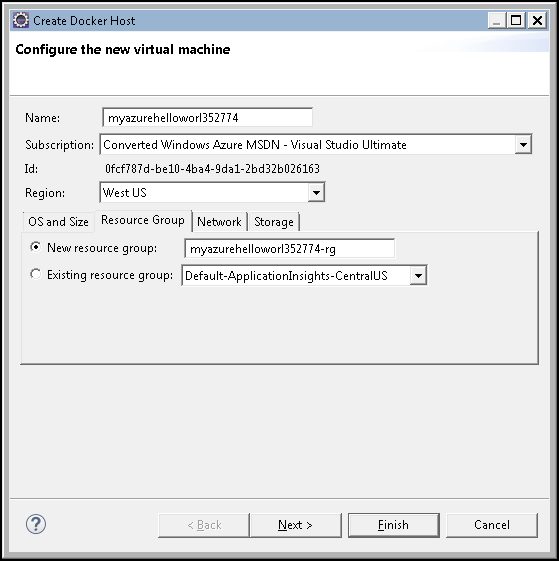 Create Docker Host
Configure the new virtual machine
Name: myazurehelloworl352774
Subscription: Converted Windows Azure MSDN - Visual Studio Ultimate
Id: 0fcf787d-be10-4ba4-9da1-2bd32b026163
Region: West US
OS and Size Resource Group Network Storage
New resource group: myazurehelloworl352774-rg
Existing resource group: Default-ApplicationInsights-CentralUS
? < Back Next > Finish Cancel